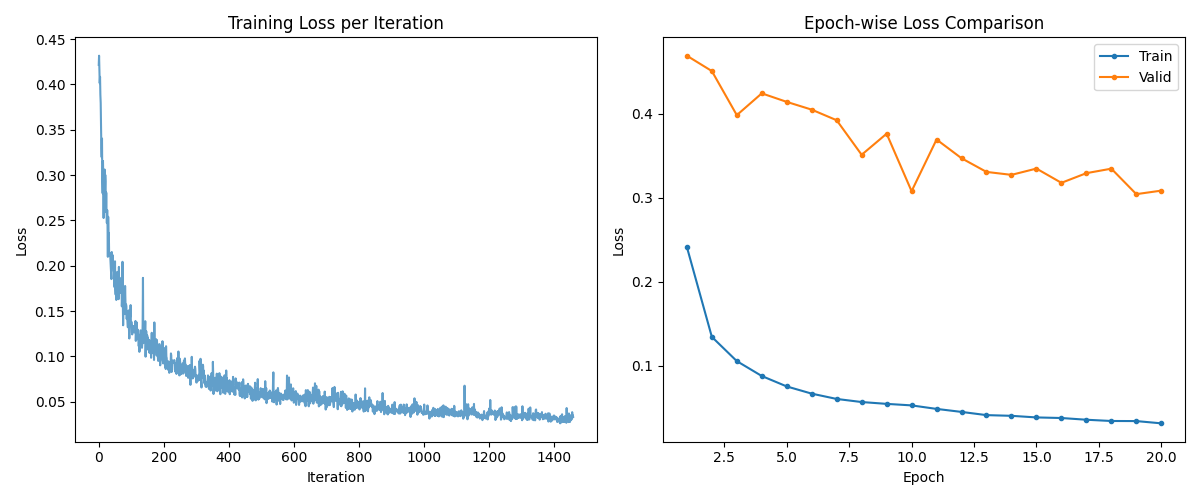 Training Loss per Iteration
0.45
0.40
0.35
0.30
0.25
0.20
0.15
0.10
0.05
Loss
0 200 400 600 800 1000 1200 1400
Iteration
Epoch-wise Loss Comparison
Train
Valid
0.4
0.3
0.2
0.1
Loss
2.5 5.0 7.5 10.0 12.5 15.0 17.5 20.0
Epoch